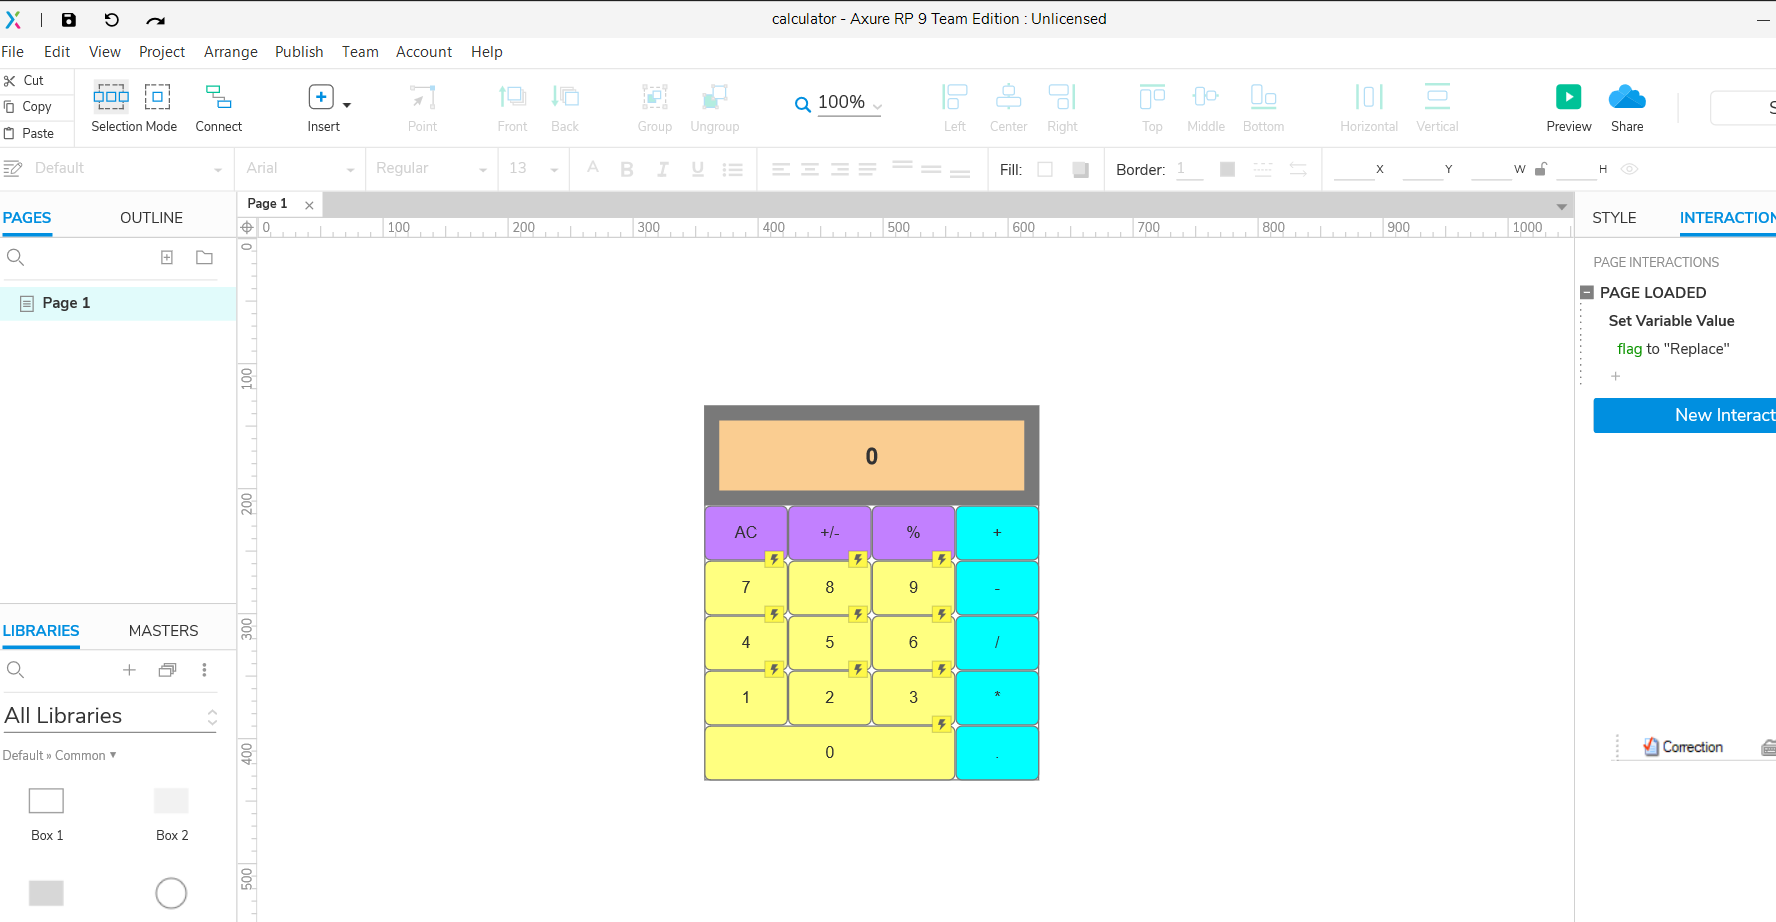 calculator - Axure RP 9 Team Edition : Unlicensed
File Edit View Project Arrange Publish Team Account Help
Cut
Copy
Paste
Selection Mode
Connect
Insert
Point
Front
Back
Group
Ungroup
100%
Left
Center
Right
Top
Middle
Bottom
Horizontal
Vertical
Preview
Share
Default
Arial
Regular
13
A B I U
Fill:
Border: 1
X
Y
W
H
PAGES OUTLINE
Page 1
0 100 200 300 400 500 600 700 800 900 1000
STYLE INTERACTION
PAGE INTERACTIONS
Page 1
PAGE LOADED
Set Variable Value
flag to "Replace"
+
New Interact
0
100
200
300
400
500
0
AC +/- % +
7 8 9 -
4 5 6 /
1 2 3 *
0 .
LIBRARIES MASTERS
All Libraries
Default » Common
Box 1
Box 2
Correction